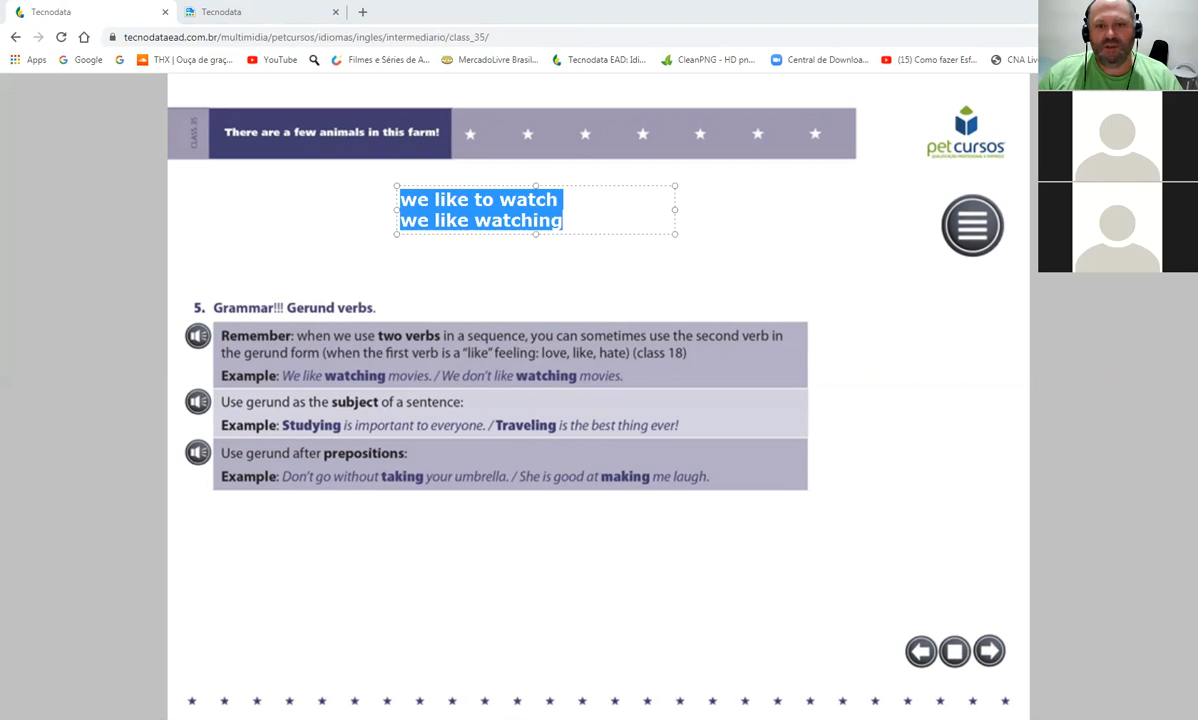 Tecnodata
Tecnodata
tecnodataead.com.br/multimidia/petcursos/idiomas/ingles/intermediario/class_35/
Apps
Google
THX | Ouça de graç...
YouTube
Filmes e Séries de A...
MercadoLivre Brasil...
Tecnodata EAD: Idi...
CleanPNG - HD pn...
Central de Downloa...
(15) Como fazer Esf...
CNA Liv
CLASS 35
There are a few animals in this farm!
petcursos
QUALIFICAÇÃO PROFISSIONAL E EMPREGO
we like to watch
we like watching
5. Grammar!!! Gerund verbs.
Remember: when we use two verbs in a sequence, you can sometimes use the second verb in
the gerund form (when the first verb is a “like” feeling: love, like, hate) (class 18)
Example: We like watching movies. / We don't like watching movies.
Use gerund as the subject of a sentence:
Example: Studying is important to everyone. / Traveling is the best thing ever!
Use gerund after prepositions:
Example: Don't go without taking your umbrella. / She is good at making me laugh.